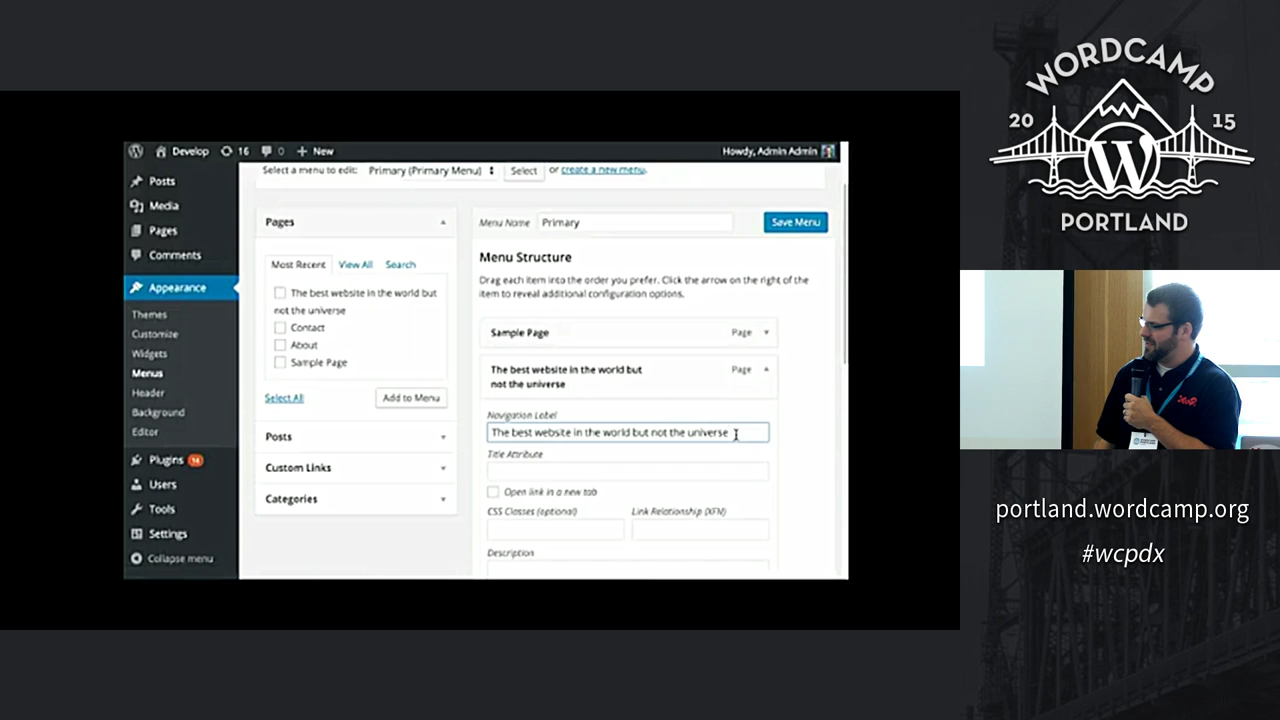 Develop 16 0 New Howdy, Admin Admin
Select a menu to edit: Primary (Primary Menu) Select or create a new menu.
Posts
Media
Pages
Comments
Appearance
Themes
Customize
Widgets
Menus
Header
Background
Editor
Plugins 14
Users
Tools
Settings
Collapse menu
Pages
Most Recent View All Search
The best website in the world but
not the universe
Contact
About
Sample Page
Select All Add to Menu
Posts
Custom Links
Categories
Menu Name Primary Save Menu
Menu Structure
Drag each item into the order you prefer. Click the arrow on the right of the
item to reveal additional configuration options.
Sample Page Page
The best website in the world but Page
not the universe
Navigation Label
The best website in the world but not the universe
Title Attribute
Open link in a new tab
CSS Classes (optional) Link Relationship (XFN)
Description
WORDCAMP
20 15
W
PORTLAND
portland.wordcamp.org
#wcpdx